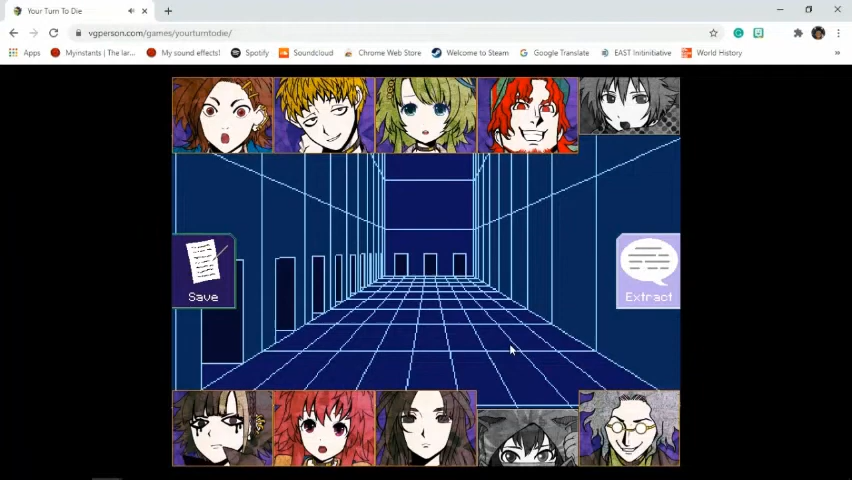 Your Turn To Die
vgperson.com/games/yourturntodie/
Apps
Myinstants | The lar...
My sound effects!
Spotify
Soundcloud
Chrome Web Store
Welcome to Steam
Google Translate
EAST Initinitiative
World History
Save
Extract